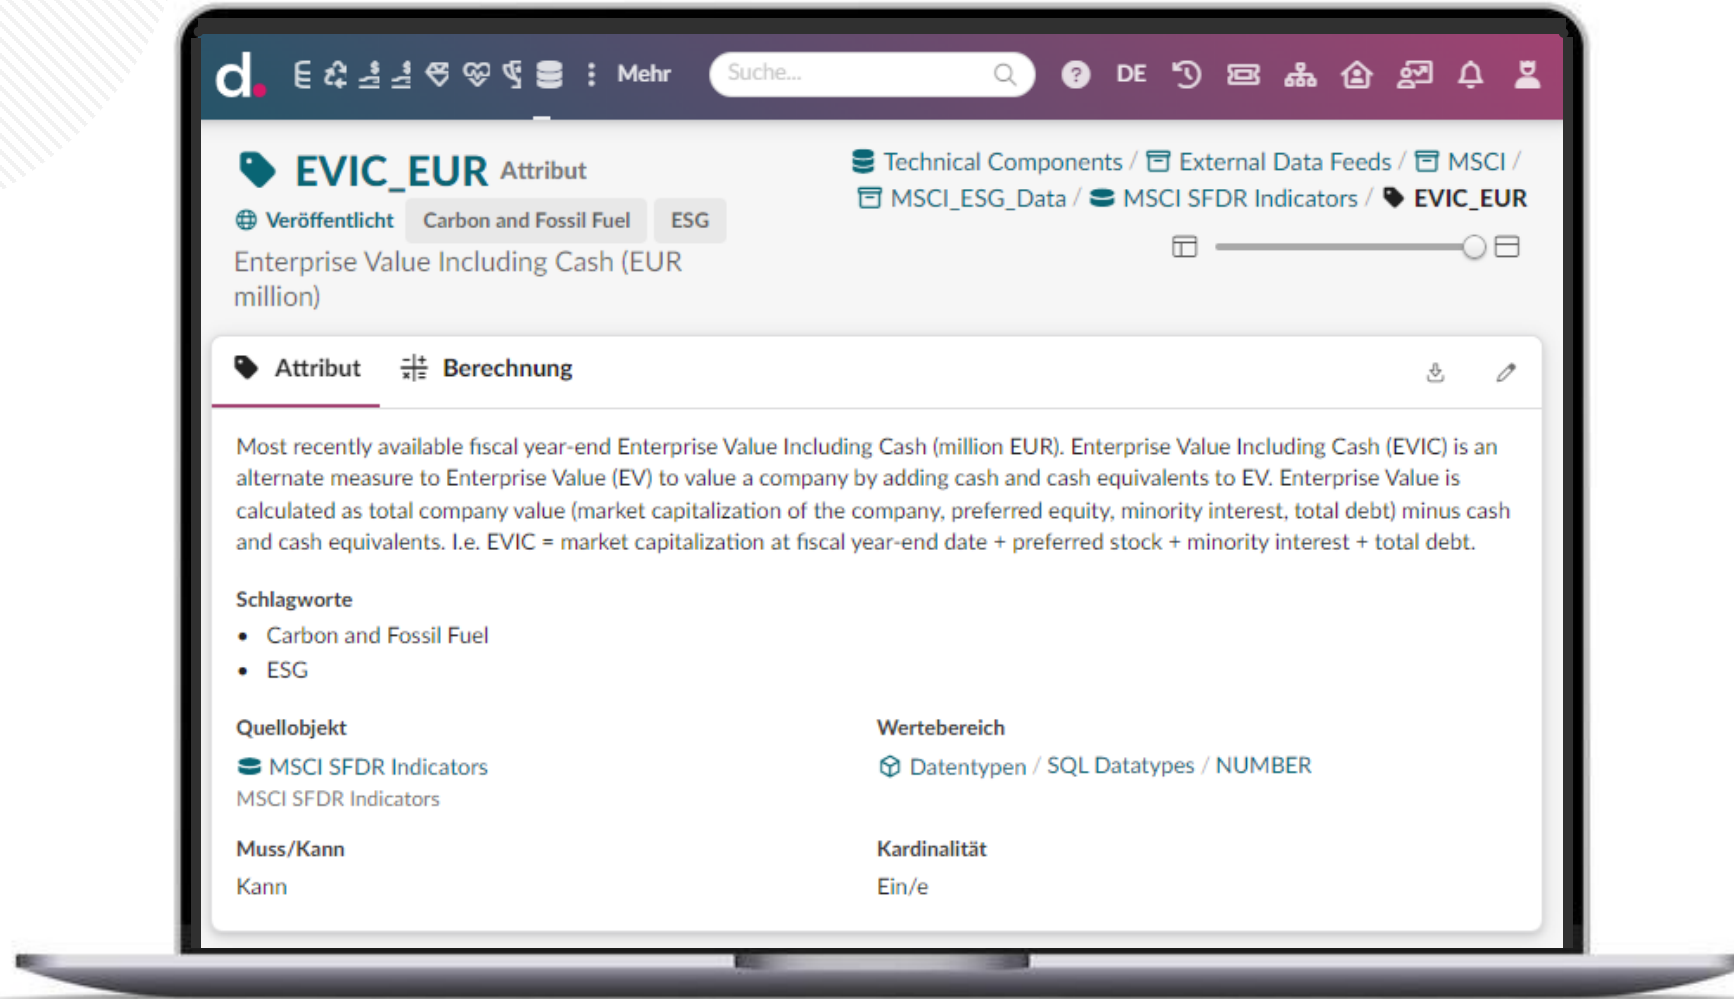 d.
Mehr
Suche...
?
DE
EVIC_EUR Attribut
Veröffentlicht Carbon and Fossil Fuel ESG
Enterprise Value Including Cash (EUR
million)
Technical Components / External Data Feeds / MSCI /
MSCI_ESG_Data / MSCI SFDR Indicators / EVIC_EUR
Attribut Berechnung
Most recently available fiscal year-end Enterprise Value Including Cash (million EUR). Enterprise Value Including Cash (EVIC) is an
alternate measure to Enterprise Value (EV) to value a company by adding cash and cash equivalents to EV. Enterprise Value is
calculated as total company value (market capitalization of the company, preferred equity, minority interest, total debt) minus cash
and cash equivalents. I.e. EVIC = market capitalization at fiscal year-end date + preferred stock + minority interest + total debt.
Schlagworte
• Carbon and Fossil Fuel
• ESG
Quellobjekt
MSCI SFDR Indicators
MSCI SFDR Indicators
Wertebereich
Datentypen / SQL Datatypes / NUMBER
Muss/Kann
Kann
Kardinalität
Ein/e